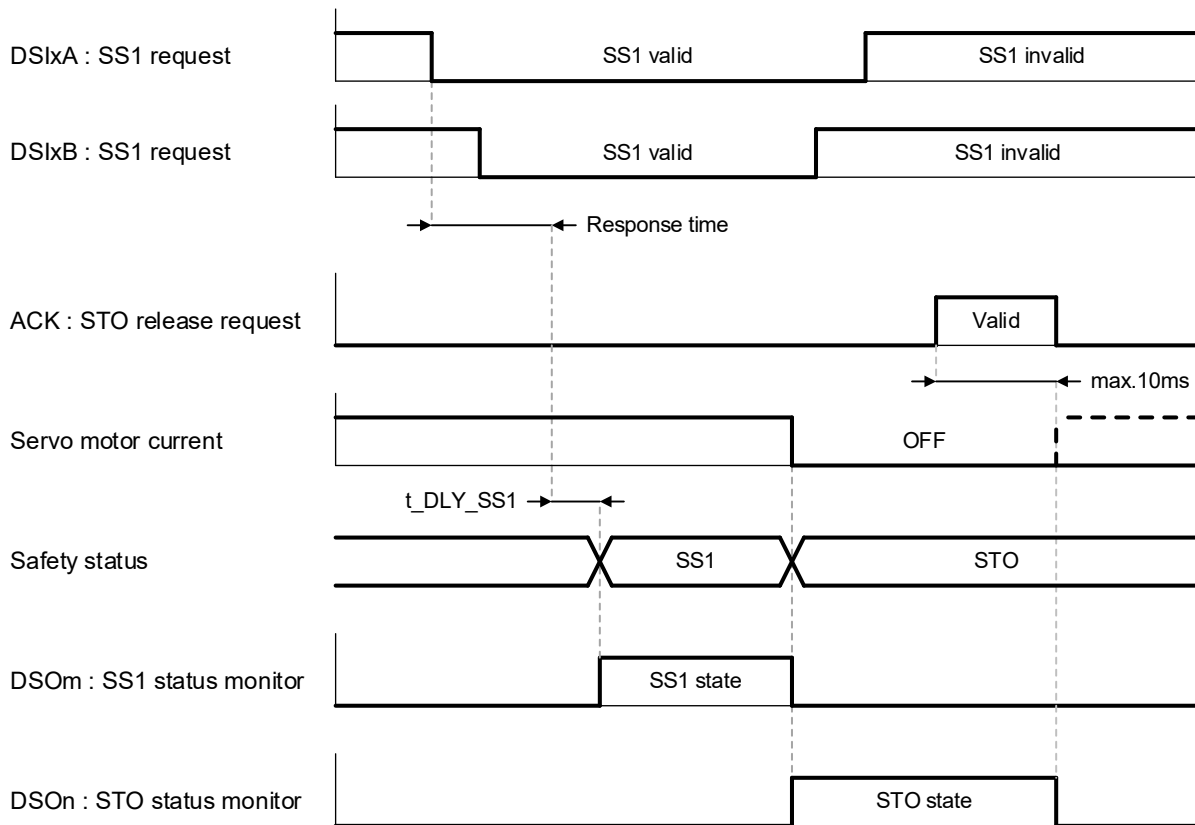 DSIxA : SS1 request
SS1 valid
SS1 invalid
DSIxB : SS1 request
SS1 valid
SS1 invalid
Response time
ACK : STO release request
Valid
max.10ms
Servo motor current
OFF
t_DLY_SS1
Safety status
SS1
STO
DSOm : SS1 status monitor
SS1 state
DSOn : STO status monitor
STO state